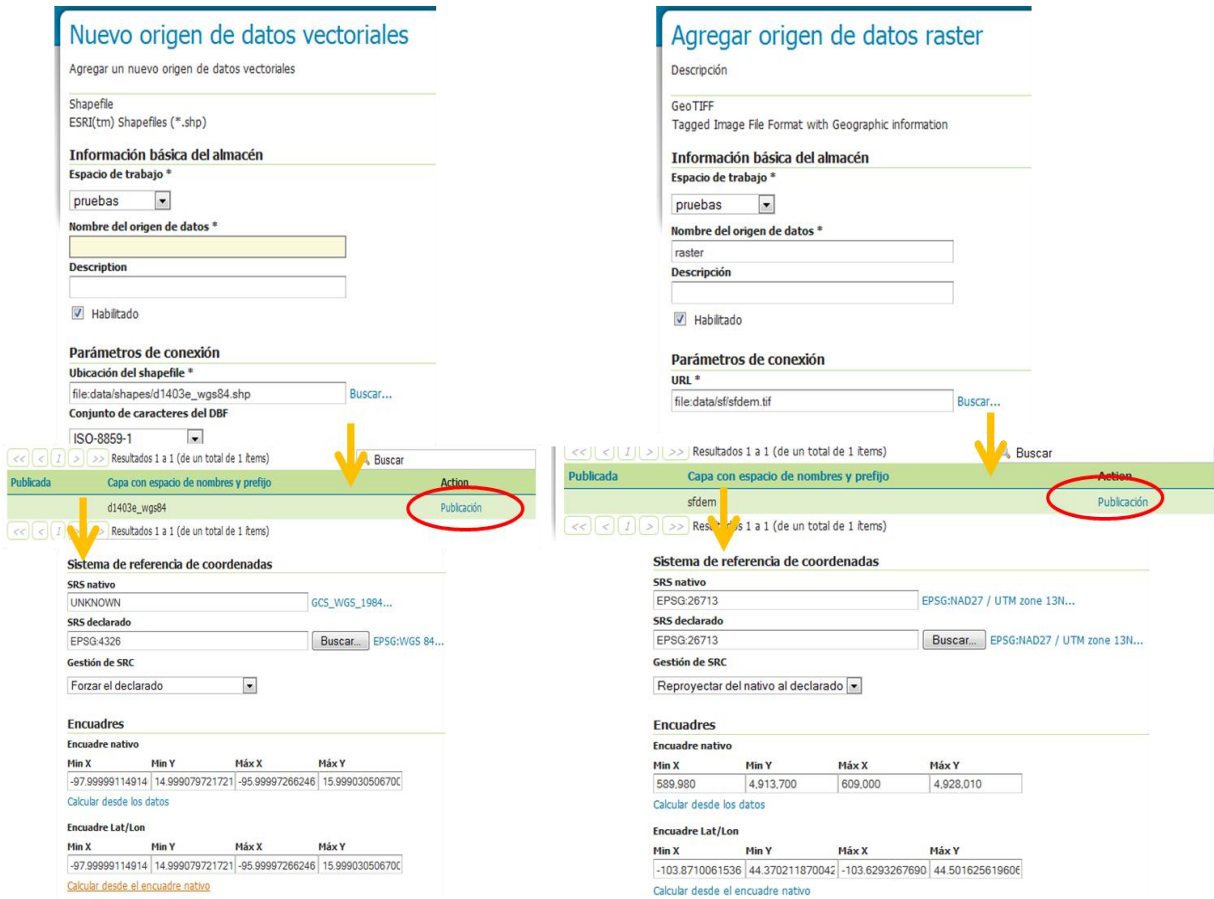 Nuevo origen de datos vectoriales
Agregar un nuevo origen de datos vectoriales
Shapefile
ESRI(tm) Shapefiles (*.shp)
Información básica del almacén
Espacio de trabajo *
pruebas
Nombre del origen de datos *
Description
Habilitado
Parámetros de conexión
Ubicación del shapefile *
file:data/shapes/d1403e_wgs84.shp Buscar...
Conjunto de caracteres del DBF
ISO-8859-1
<< < 1 > >> Resultados 1 a 1 (de un total de 1 ítems) Buscar
Publicada Capa con espacio de nombres y prefijo Action
d1403e_wgs84 Publicación
<< < 1 > >> Resultados 1 a 1 (de un total de 1 ítems)
Sistema de referencia de coordenadas
SRS nativo
UNKNOWN GCS_WGS_1984...
SRS declarado
EPSG:4326 Buscar... EPSG:WGS 84...
Gestión de SRC
Forzar el declarado
Encuadres
Encuadre nativo
Min X Min Y Máx X Máx Y
-97.99999114914 14.999079721721 -95.99997266246 15.99903050670
Calcular desde los datos
Encuadre Lat/Lon
Min X Min Y Máx X Máx Y
-97.99999114914 14.999079721721 -95.99997266246 15.99903050670
Calcular desde el encuadre nativo
Agregar origen de datos raster
Descripción
GeoTIFF
Tagged Image File Format with Geographic information
Información básica del almacén
Espacio de trabajo *
pruebas
Nombre del origen de datos *
raster
Descripción
Habilitado
Parámetros de conexión
URL *
file:data/sf/sfdem.tif Buscar...
<< < 1 > >> Resultados 1 a 1 (de un total de 1 ítems) Buscar
Publicada Capa con espacio de nombres y prefijo Action
sfdem Publicación
<< < 1 > >> Resultados 1 a 1 (de un total de 1 ítems)
Sistema de referencia de coordenadas
SRS nativo
EPSG:26713 EPSG:NAD27 / UTM zone 13N...
SRS declarado
EPSG:26713 Buscar... EPSG:NAD27 / UTM zone 13N...
Gestión de SRC
Reproyectar del nativo al declarado
Encuadres
Encuadre nativo
Min X Min Y Máx X Máx Y
589,980 4,913,700 609,000 4,928,010
Calcular desde los datos
Encuadre Lat/Lon
Min X Min Y Máx X Máx Y
-103.8710061536 44.370211870042 -103.6293267690 44.501625619606
Calcular desde el encuadre nativo